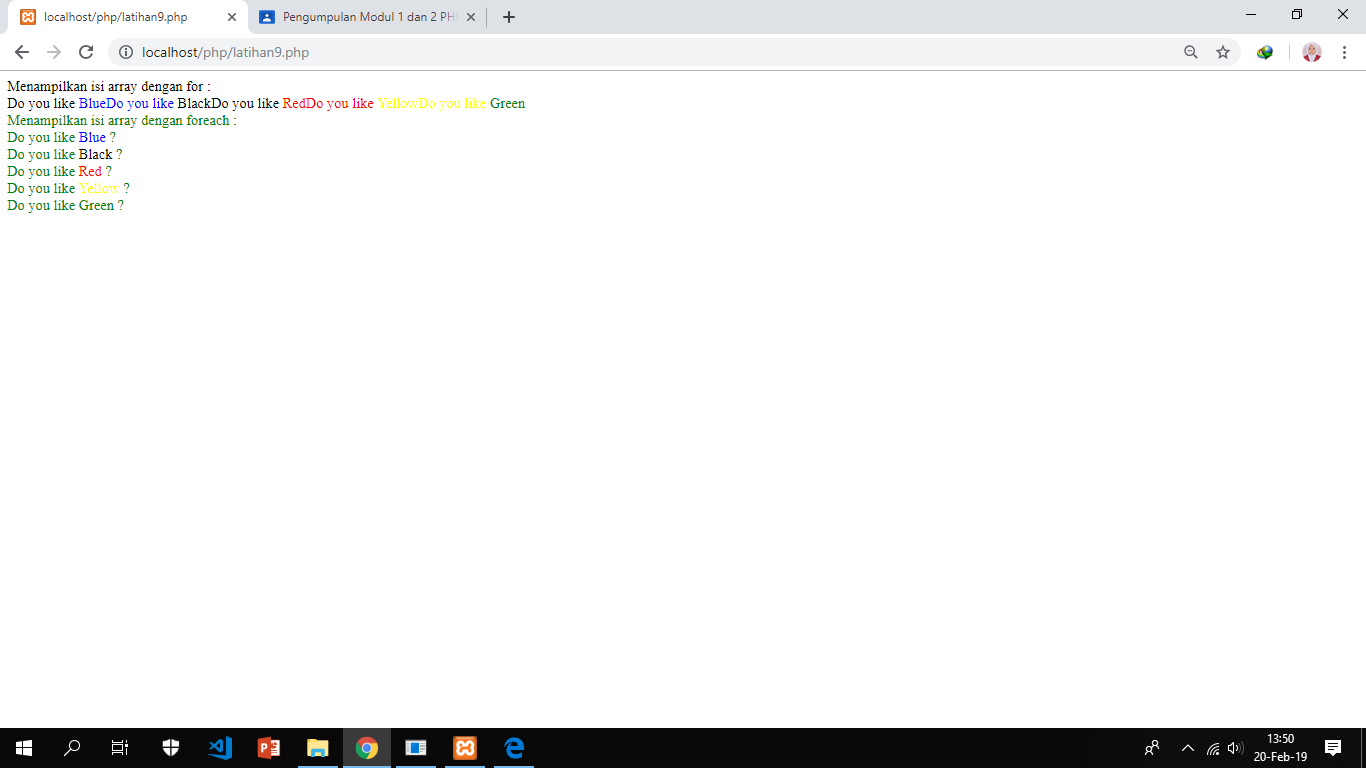 localhost/php/latihan9.php
Pengumpulan Modul 1 dan 2 PH
localhost/php/latihan9.php
Menampilkan isi array dengan for :
Do you like BlueDo you like BlackDo you like RedDo you like YellowDo you like Green
Menampilkan isi array dengan foreach :
Do you like Blue ?
Do you like Black ?
Do you like Red ?
Do you like Yellow ?
Do you like Green ?
13:50
20-Feb-19